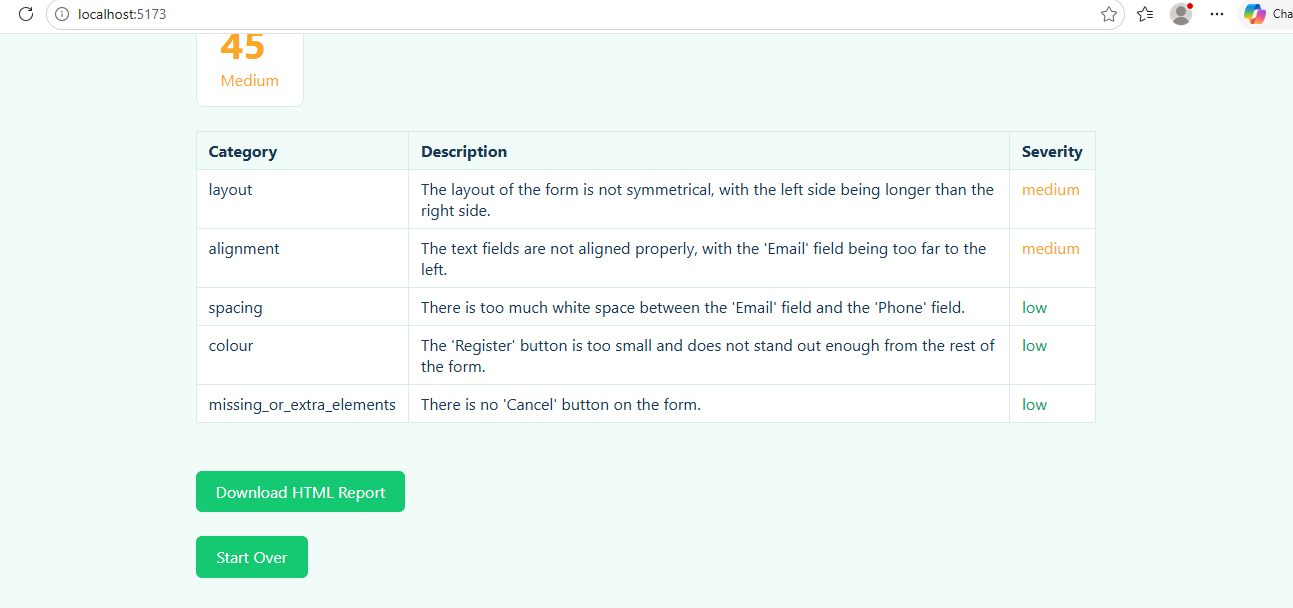 localhost:5173
Cha
45
Medium
Category Description Severity
layout The layout of the form is not symmetrical, with the left side being longer than the medium
right side.
alignment The text fields are not aligned properly, with the 'Email' field being too far to the medium
left.
spacing There is too much white space between the 'Email' field and the 'Phone' field. low
colour The 'Register' button is too small and does not stand out enough from the rest of low
the form.
missing_or_extra_elements There is no 'Cancel' button on the form. low
Download HTML Report
Start Over